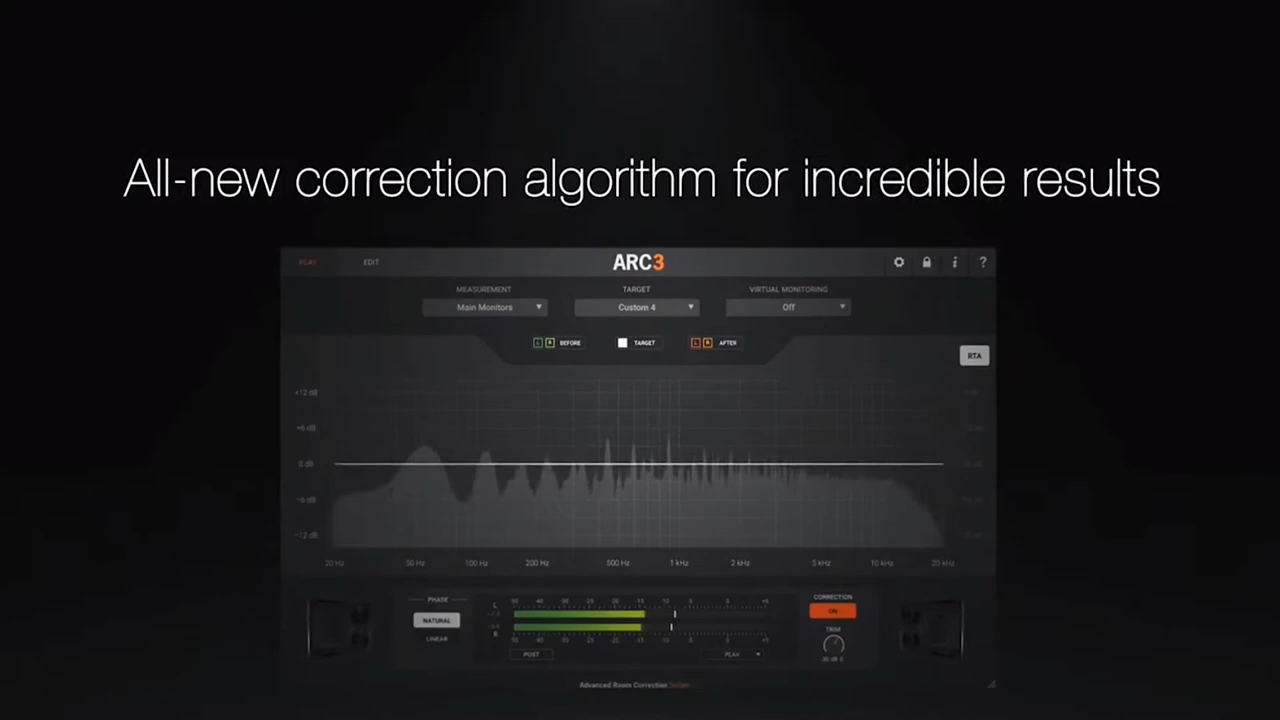 All-new correction algorithm for incredible results
PLAY EDIT ARC3 i ?
MEASUREMENT TARGET VIRTUAL MONITORING
Main Monitors Custom 4 Off
L R BEFORE TARGET L R AFTER
RTA
+12 dB
+6 dB
0 dB
-6 dB
-12 dB
20 Hz 50 Hz 100 Hz 200 Hz 500 Hz 1 kHz 2 kHz 5 kHz 10 kHz 20 kHz
PHASE
NATURAL
LINEAR
L
R
POST PEAK
CORRECTION
ON
TRIM
Advanced Room Correction System